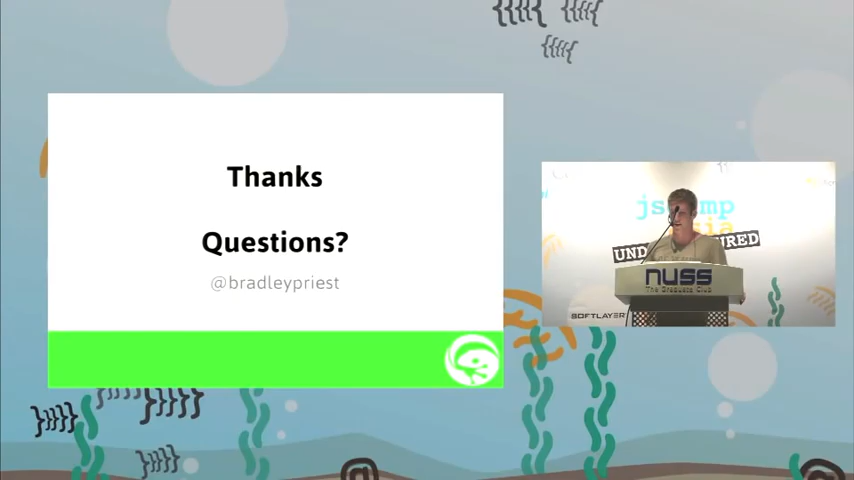 Thanks
Questions?
@bradleypriest
nuss
The Graduate Club
SOFTLAYER